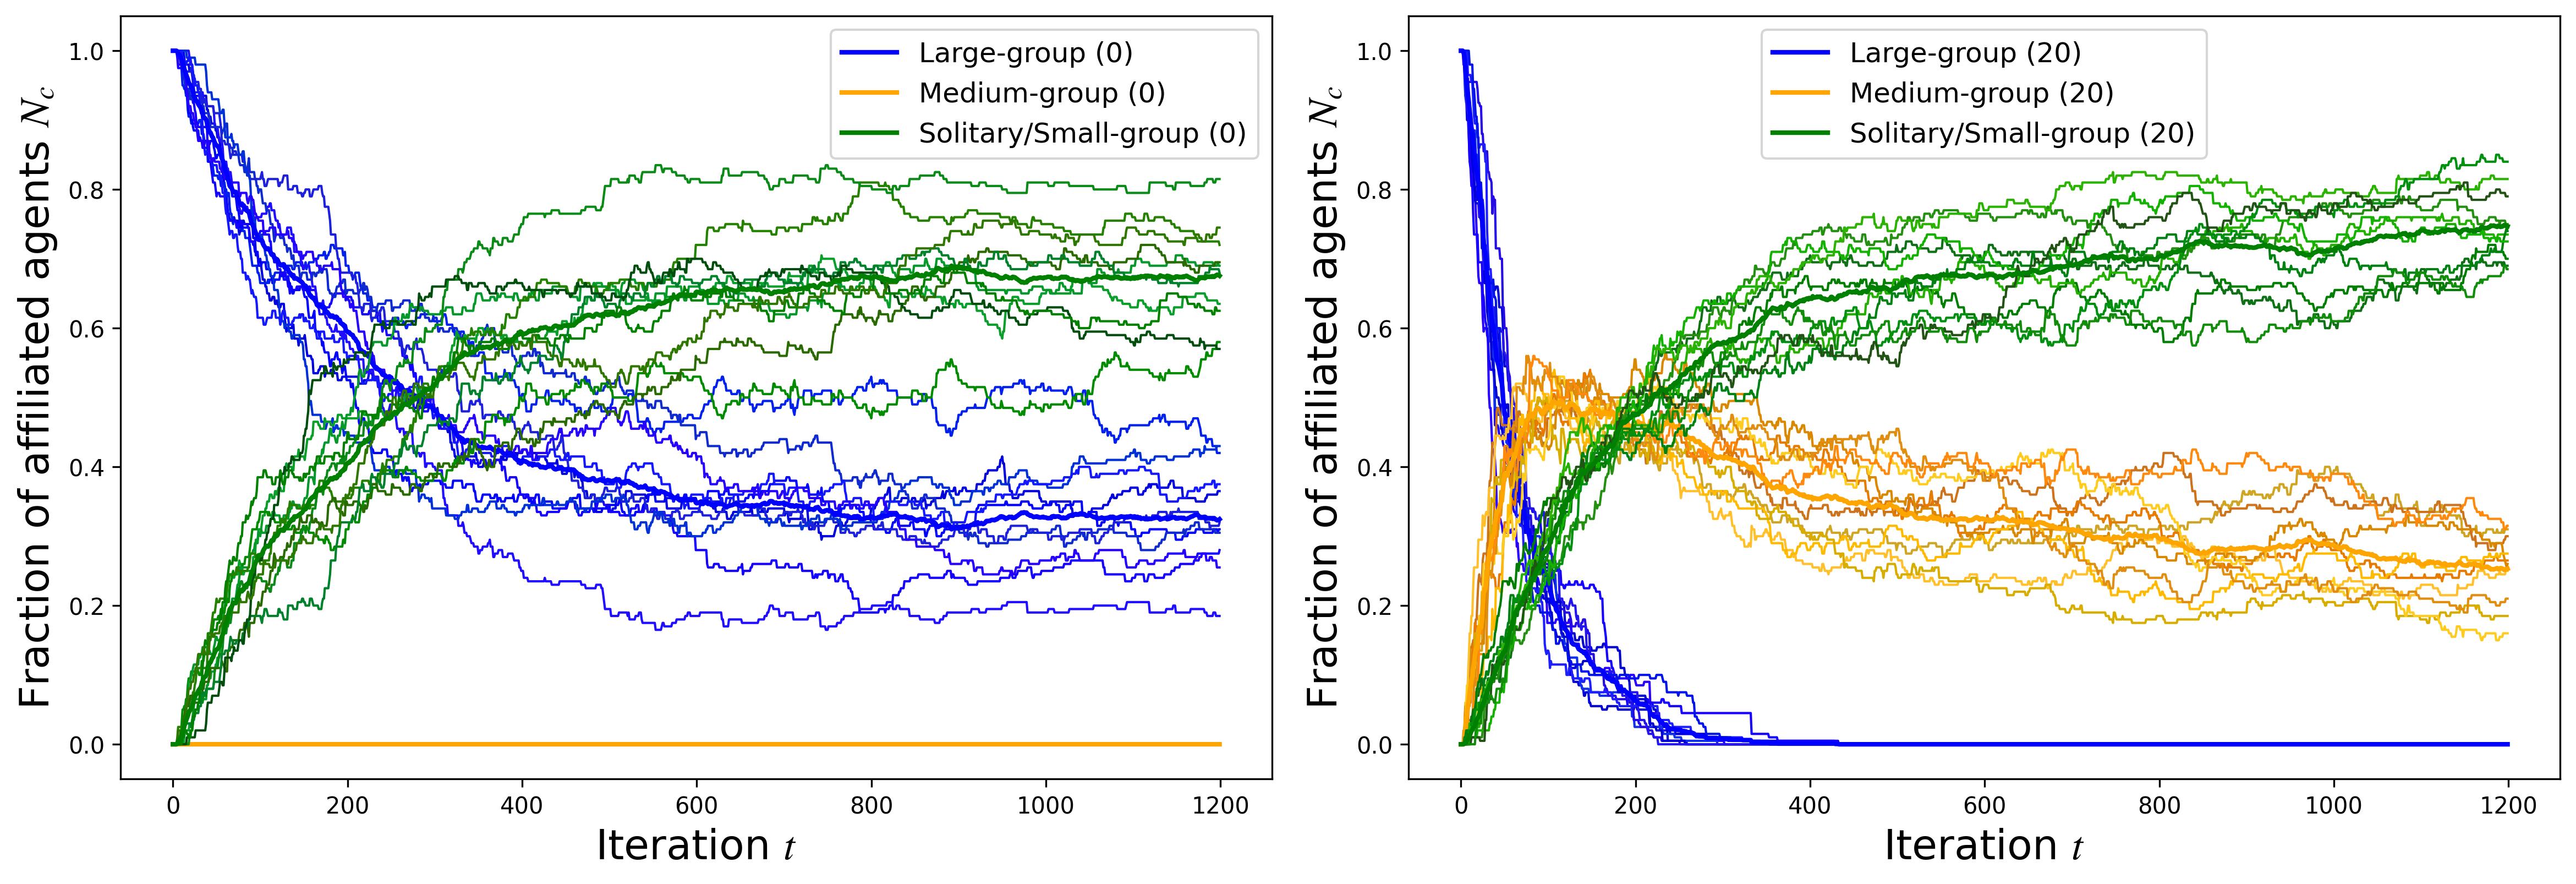 Fraction of affiliated agents N_c
1.0
0.8
0.6
0.4
0.2
0.0
Large-group (0)
Medium-group (0)
Solitary/Small-group (0)
0 200 400 600 800 1000 1200
Iteration t
Fraction of affiliated agents N_c
1.0
0.8
0.6
0.4
0.2
0.0
Large-group (20)
Medium-group (20)
Solitary/Small-group (20)
0 200 400 600 800 1000 1200
Iteration t